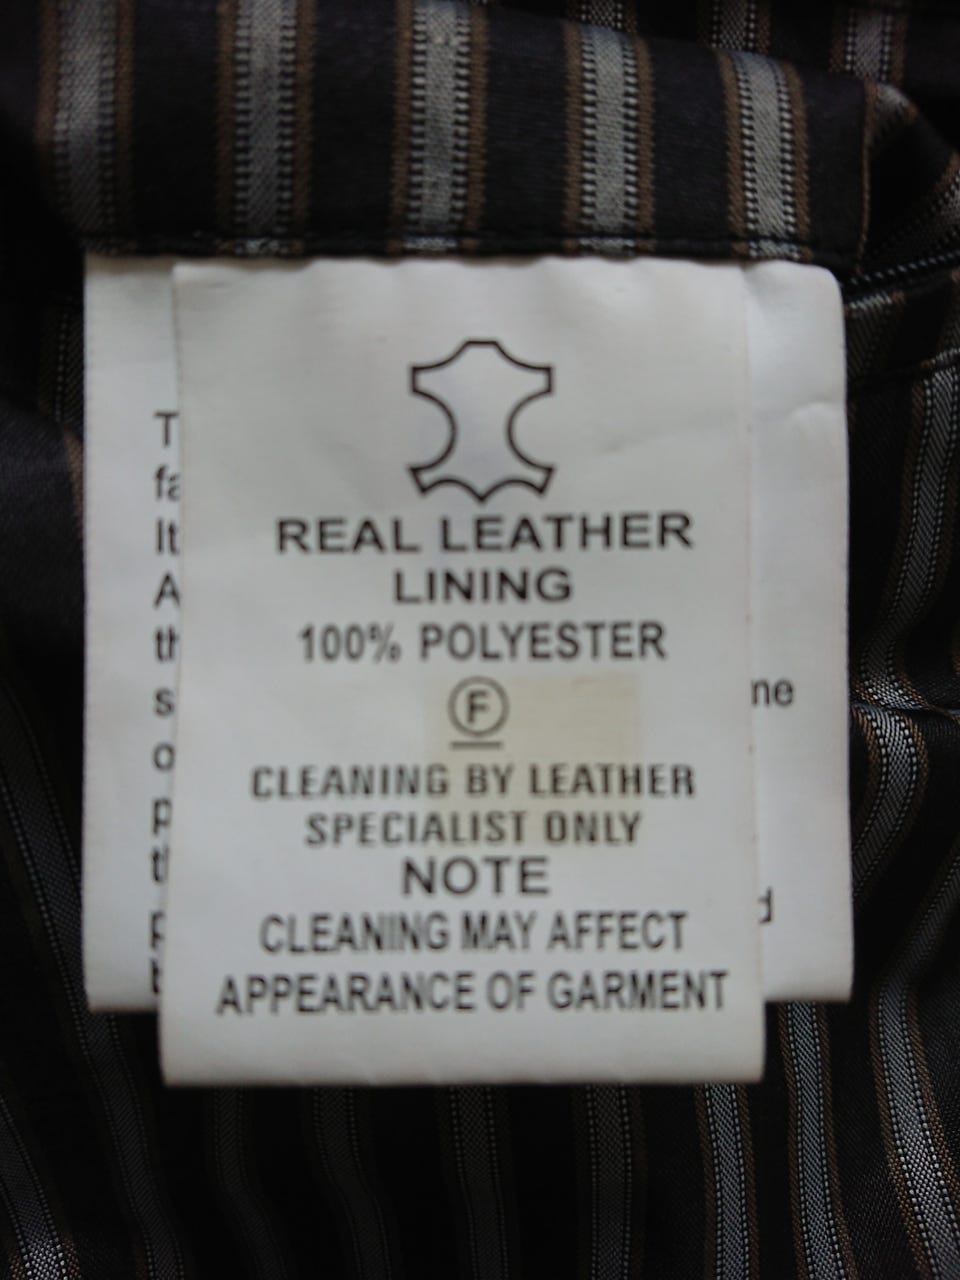 REAL LEATHER
LINING
100% POLYESTER
F
CLEANING BY LEATHER
SPECIALIST ONLY
NOTE
CLEANING MAY AFFECT
APPEARANCE OF GARMENT